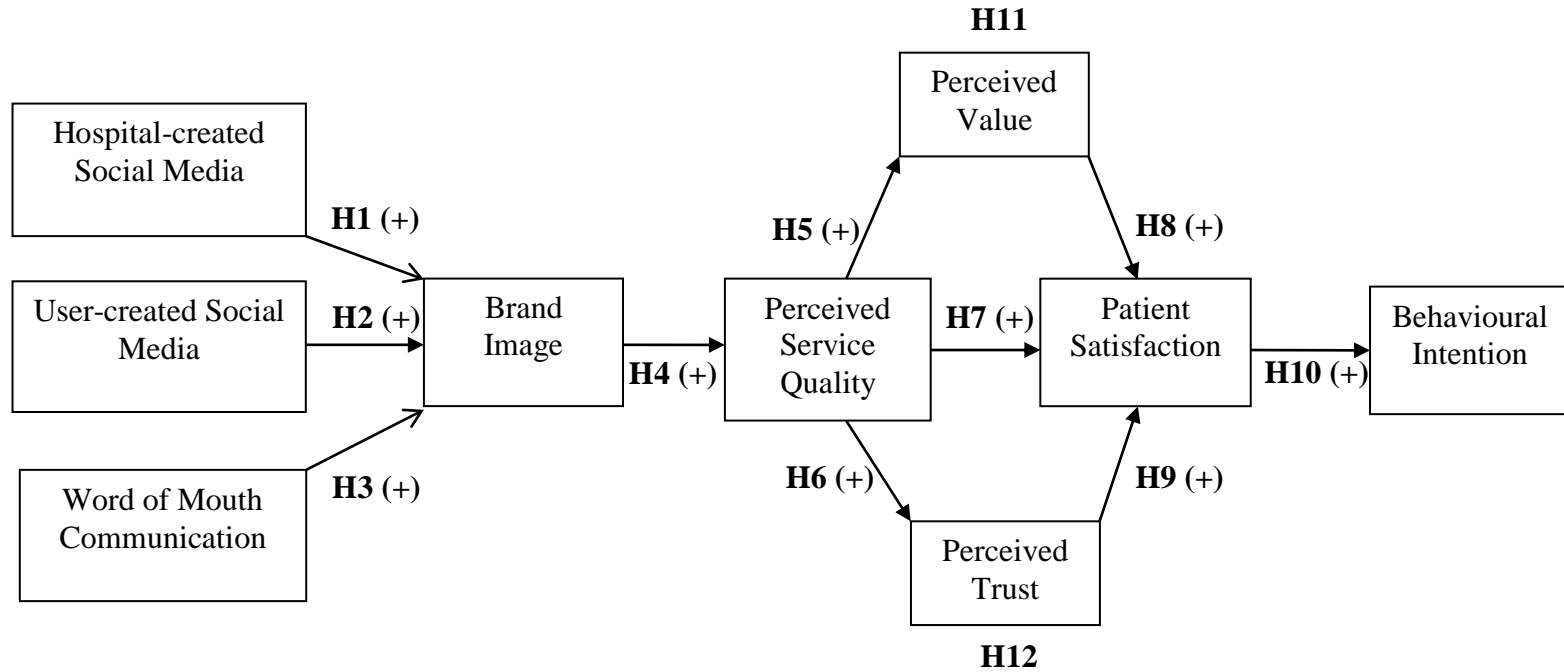 H11
Perceived
Value
Hospital-created
Social Media
H1 (+)
H5 (+)
H8 (+)
User-created Social
Media
H2 (+)
Brand
Image
H4 (+)
Perceived
Service
Quality
H7 (+)
Patient
Satisfaction
H10 (+)
Behavioural
Intention
Word of Mouth
Communication
H3 (+)
H6 (+)
H9 (+)
Perceived
Trust
H12